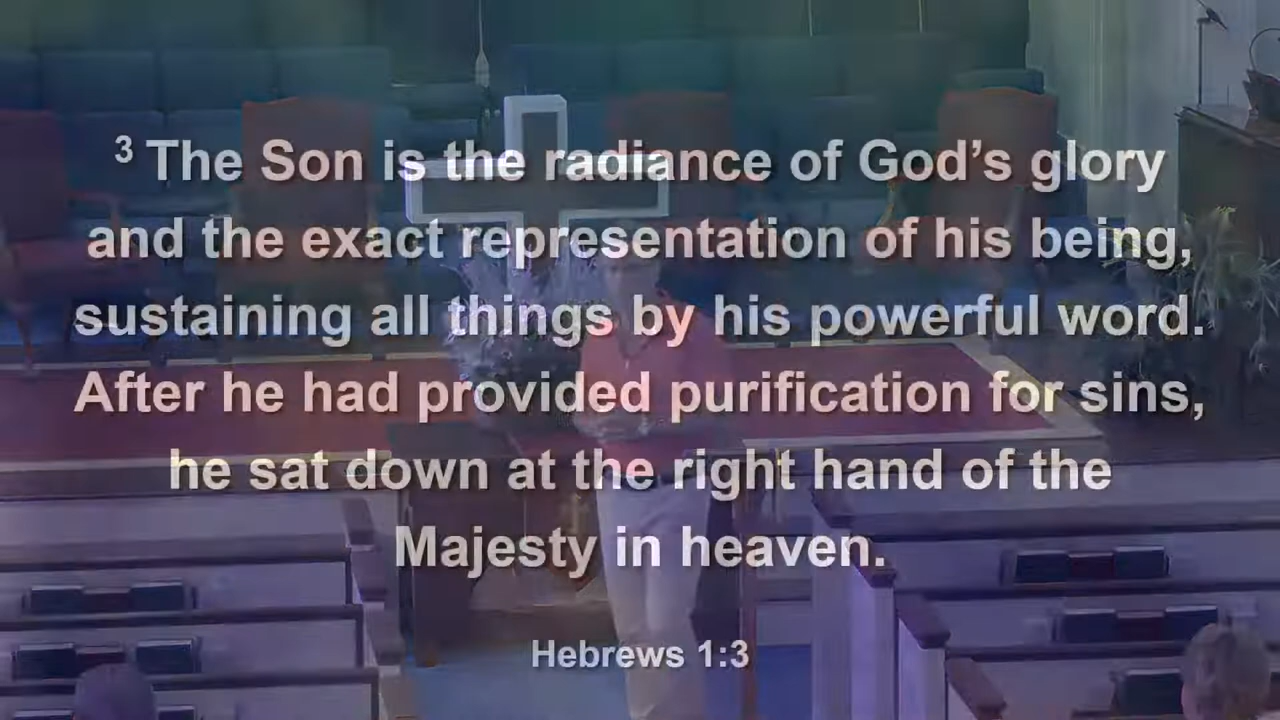 3 The Son is the radiance of God’s glory
and the exact representation of his being,
sustaining all things by his powerful word.
After he had provided purification for sins,
he sat down at the right hand of the
Majesty in heaven.
Hebrews 1:3